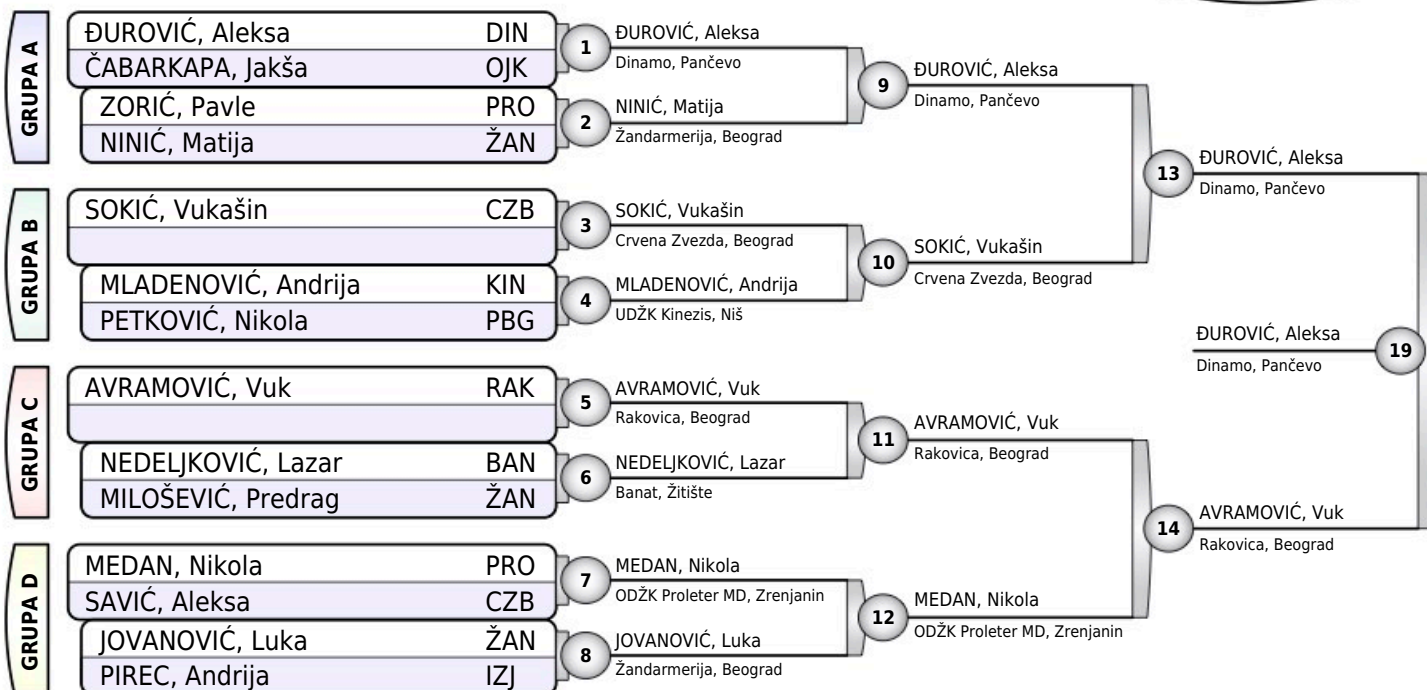 GRUPA A
ĐUROVIĆ, Aleksa DIN
ČABARKAPA, Jakša OJK
ZORIĆ, Pavle PRO
NINIĆ, Matija ŽAN
1
ĐUROVIĆ, Aleksa
Dinamo, Pančevo
2
NINIĆ, Matija
Žandarmerija, Beograd
9
ĐUROVIĆ, Aleksa
Dinamo, Pančevo
GRUPA B
SOKIĆ, Vukašin CZB
MLADENOVIĆ, Andrija KIN
PETKOVIĆ, Nikola PBG
3
SOKIĆ, Vukašin
Crvena Zvezda, Beograd
4
MLADENOVIĆ, Andrija
UDŽK Kinezis, Niš
10
SOKIĆ, Vukašin
Crvena Zvezda, Beograd
13
ĐUROVIĆ, Aleksa
Dinamo, Pančevo
GRUPA C
AVRAMOVIĆ, Vuk RAK
NEDELJKOVIĆ, Lazar BAN
MILOŠEVIĆ, Predrag ŽAN
5
AVRAMOVIĆ, Vuk
Rakovica, Beograd
6
NEDELJKOVIĆ, Lazar
Banat, Žitište
11
AVRAMOVIĆ, Vuk
Rakovica, Beograd
GRUPA D
MEDAN, Nikola PRO
SAVIĆ, Aleksa CZB
JOVANOVIĆ, Luka ŽAN
PIREC, Andrija IZJ
7
MEDAN, Nikola
ODŽK Proleter MD, Zrenjanin
8
JOVANOVIĆ, Luka
Žandarmerija, Beograd
12
MEDAN, Nikola
ODŽK Proleter MD, Zrenjanin
14
AVRAMOVIĆ, Vuk
Rakovica, Beograd
ĐUROVIĆ, Aleksa
Dinamo, Pančevo
19